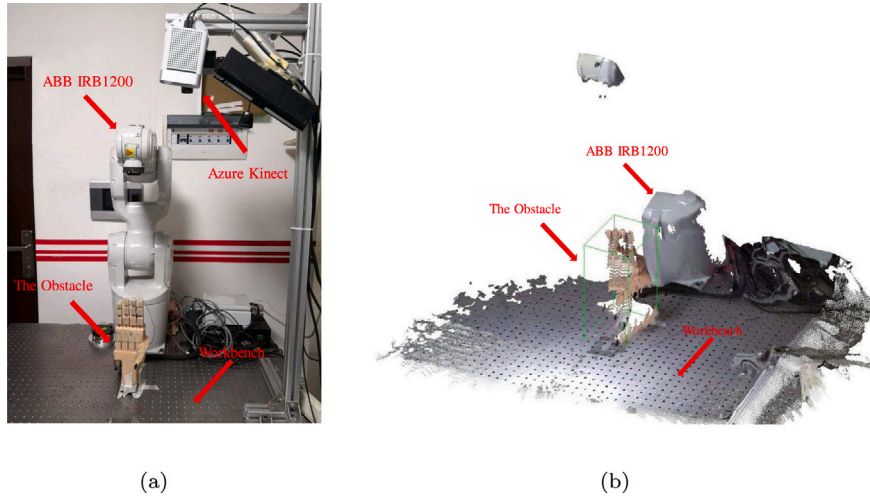 ABB IRB1200
Azure Kinect
The Obstacle
Workbench
ABB IRB1200
The Obstacle
Workbench
(a)
(b)